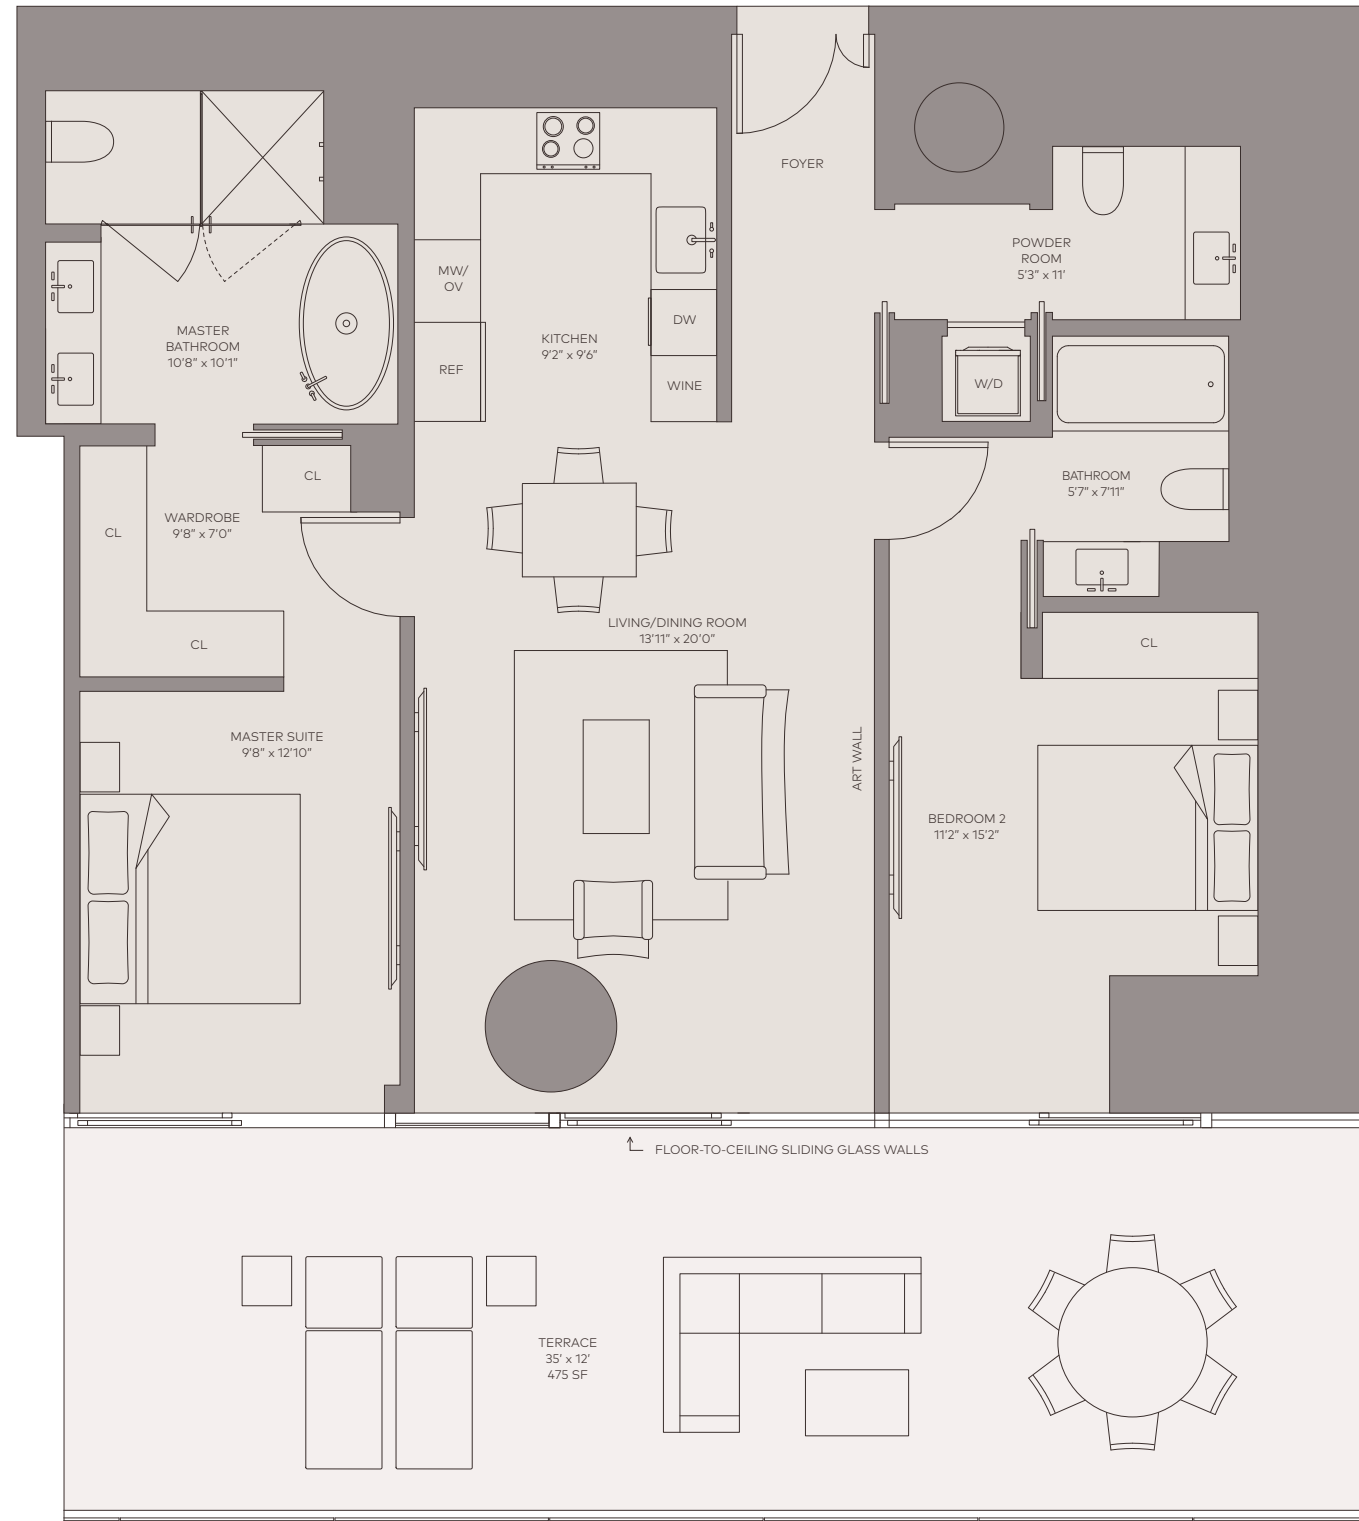 FOYER
POWDER
ROOM
5'3" x 11'
MW/
OV
DW
KITCHEN
9'2" x 9'6"
MASTER
BATHROOM
10'8" x 10'1"
REF
WINE
W/D
CL
BATHROOM
5'7" x 7'11"
WARDROBE
9'8" x 7'0"
CL
CL
LIVING/DINING ROOM
13'11" x 20'0"
CL
MASTER SUITE
9'8" x 12'10"
ART WALL
BEDROOM 2
11'2" x 15'2"
FLOOR-TO-CEILING SLIDING GLASS WALLS
TERRACE
35' x 12'
475 SF